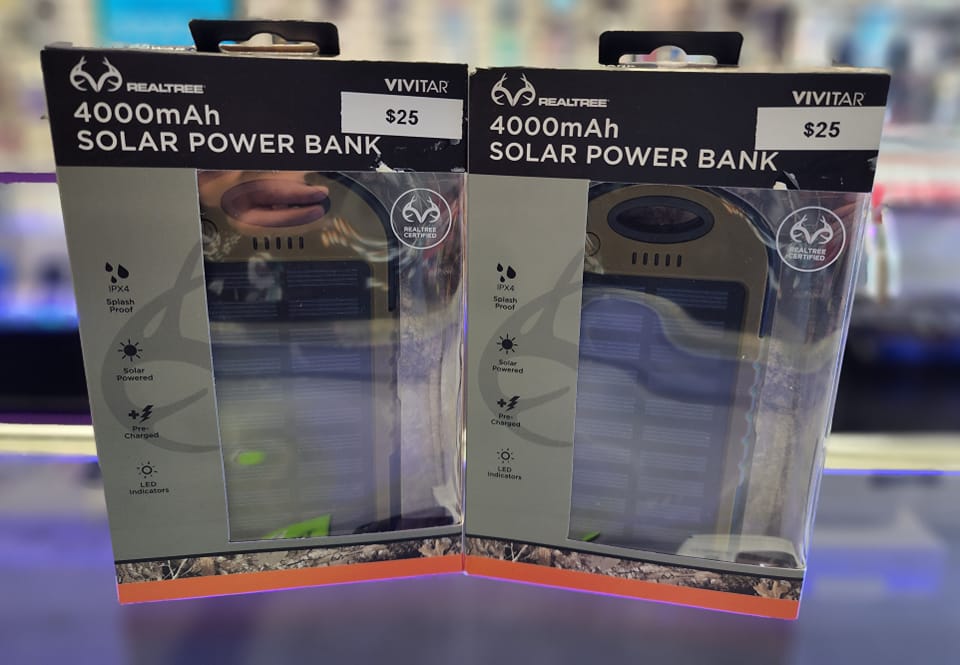 REALTREE
VIVITAR
4000mAh
$25
SOLAR POWER BANK
REALTREE
CERTIFIED
IPX4
Splash
Proof
Solar
Powered
Pre-
Charged
LED
Indicators
REALTREE
VIVITAR
4000mAh
$25
SOLAR POWER BANK
REALTREE
CERTIFIED
IPX4
Splash
Proof
Solar
Powered
Pre-
Charged
LED
Indicators